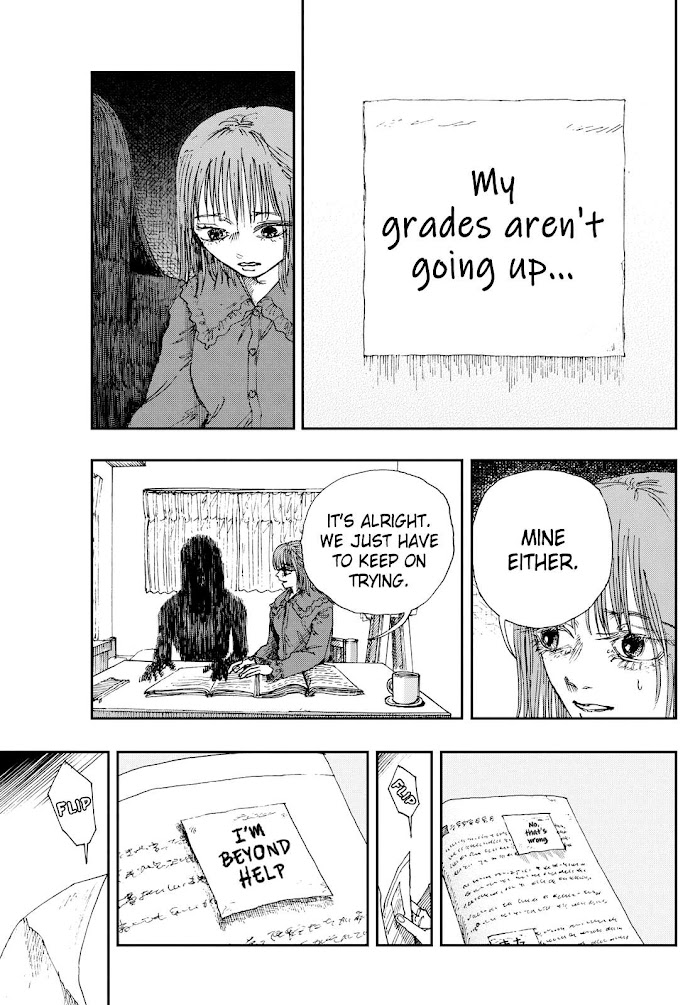 My
grades aren't
going up...
MINE
EITHER.
IT'S ALRIGHT.
WE JUST HAVE
TO KEEP ON
TRYING.
No,
that's
wrong
FLIP
I'M
BEYOND
HELP
FLIP